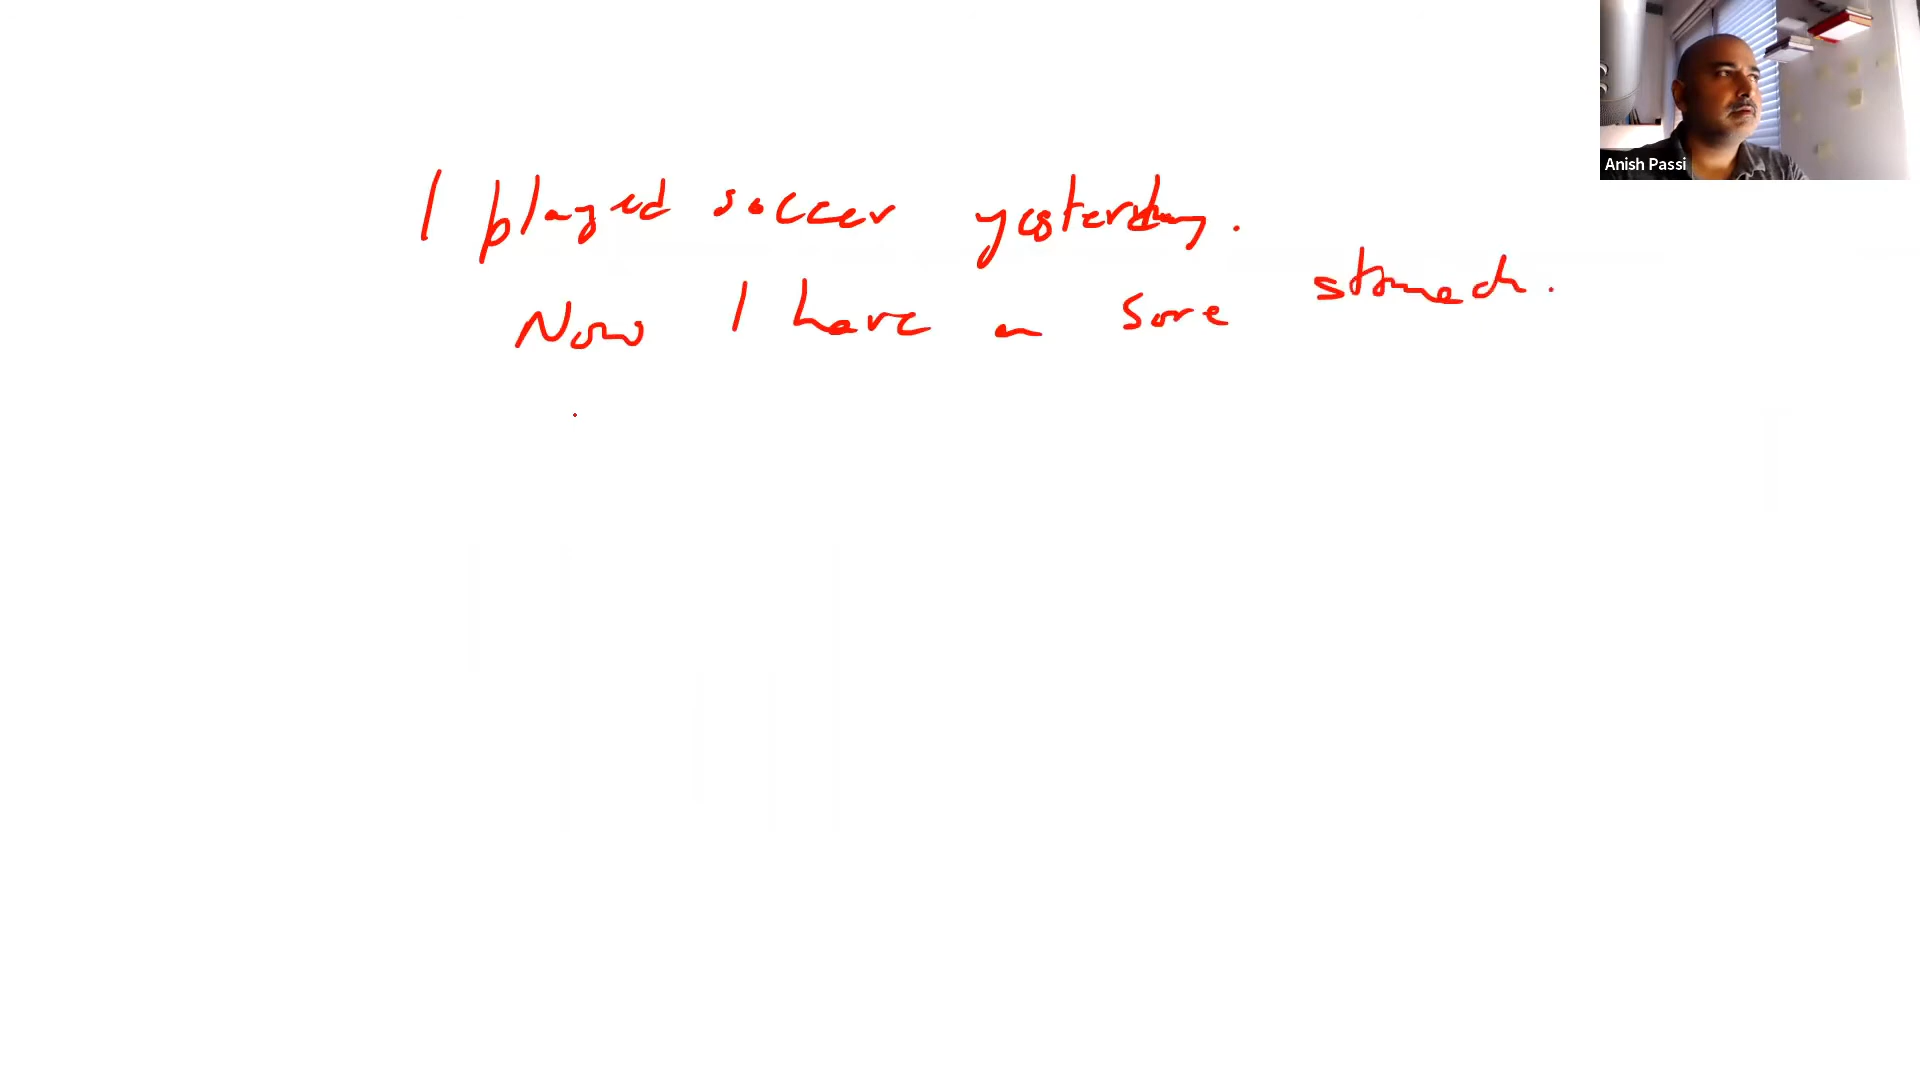 Anish Passi
I played soccer yesterday.
Now I have a sore stomach.